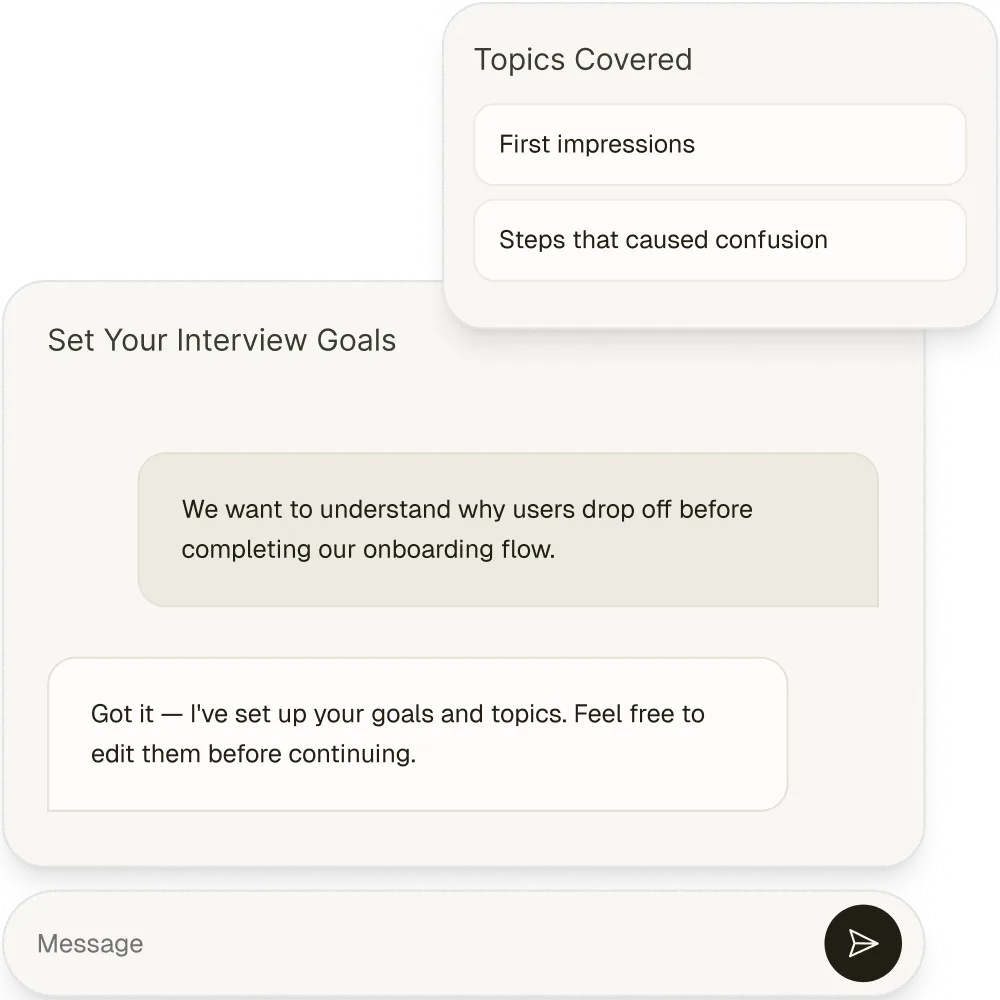 Topics Covered
First impressions
Steps that caused confusion
Set Your Interview Goals
We want to understand why users drop off before
completing our onboarding flow.
Got it — I've set up your goals and topics. Feel free to
edit them before continuing.
Message